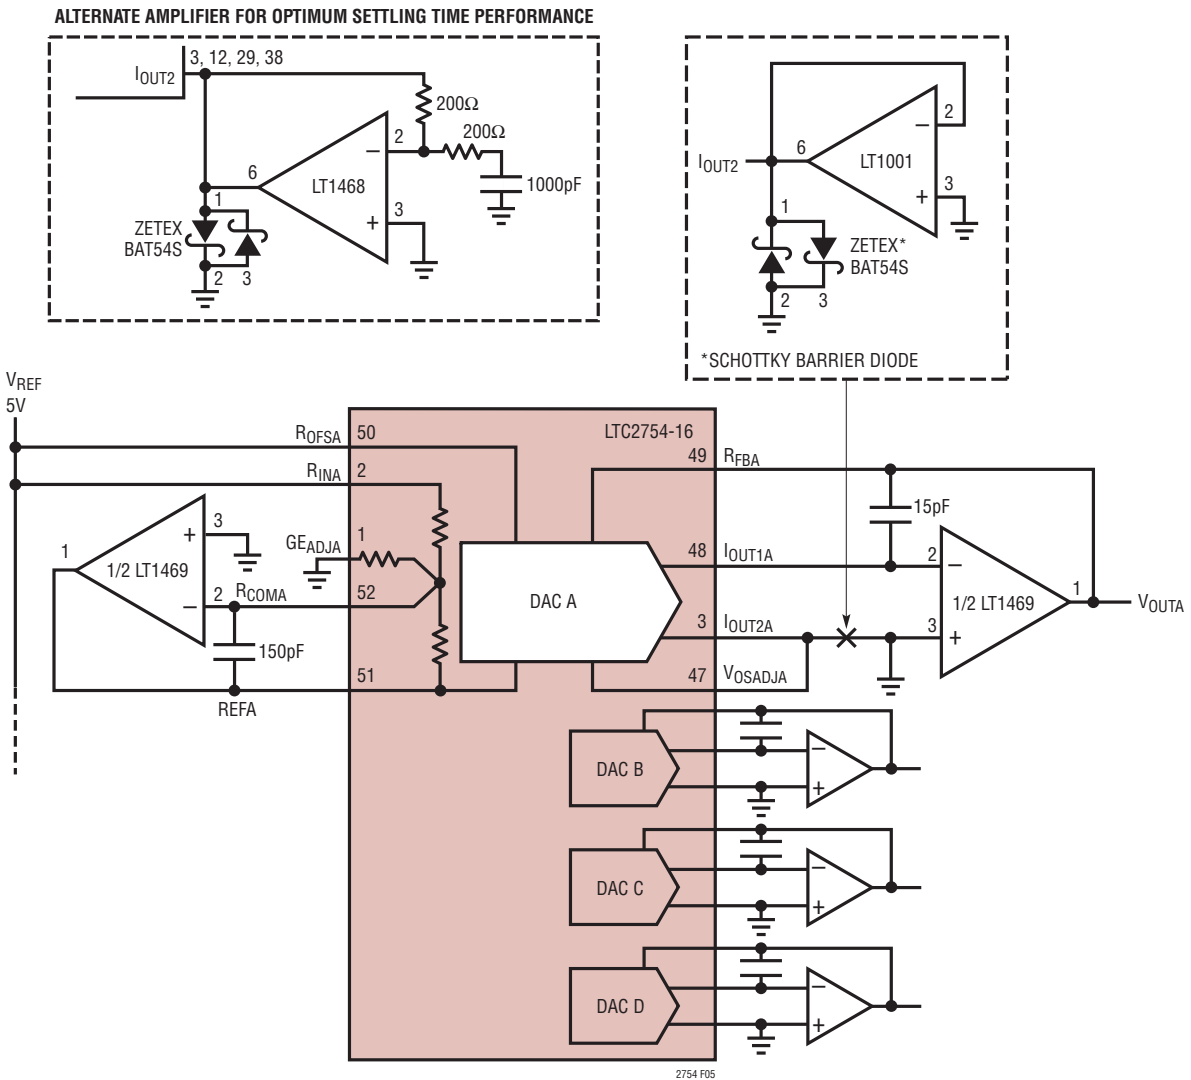 ALTERNATE AMPLIFIER FOR OPTIMUM SETTLING TIME PERFORMANCE
IOUT2
3, 12, 29, 38
200Ω
200Ω
2
−
6
LT1468
1000pF
1
+
3
ZETEX
BAT54S
2
3
2
−
6
IOUT2
LT1001
3
+
1
ZETEX*
BAT54S
2
3
*SCHOTTKY BARRIER DIODE
VREF
5V
ROFSA
50
LTC2754-16
RINA
2
49
RFBA
15pF
3
+
1
1/2 LT1469
GEADJA
1
48
IOUT1A
2
−
2
−
RCOMA
52
DAC A
1/2 LT1469
1
VOUTA
3
IOUT2A
3
+
150pF
51
47
VOSADJA
REFA
DAC B
−
+
DAC C
−
+
DAC D
−
+
2754 F05